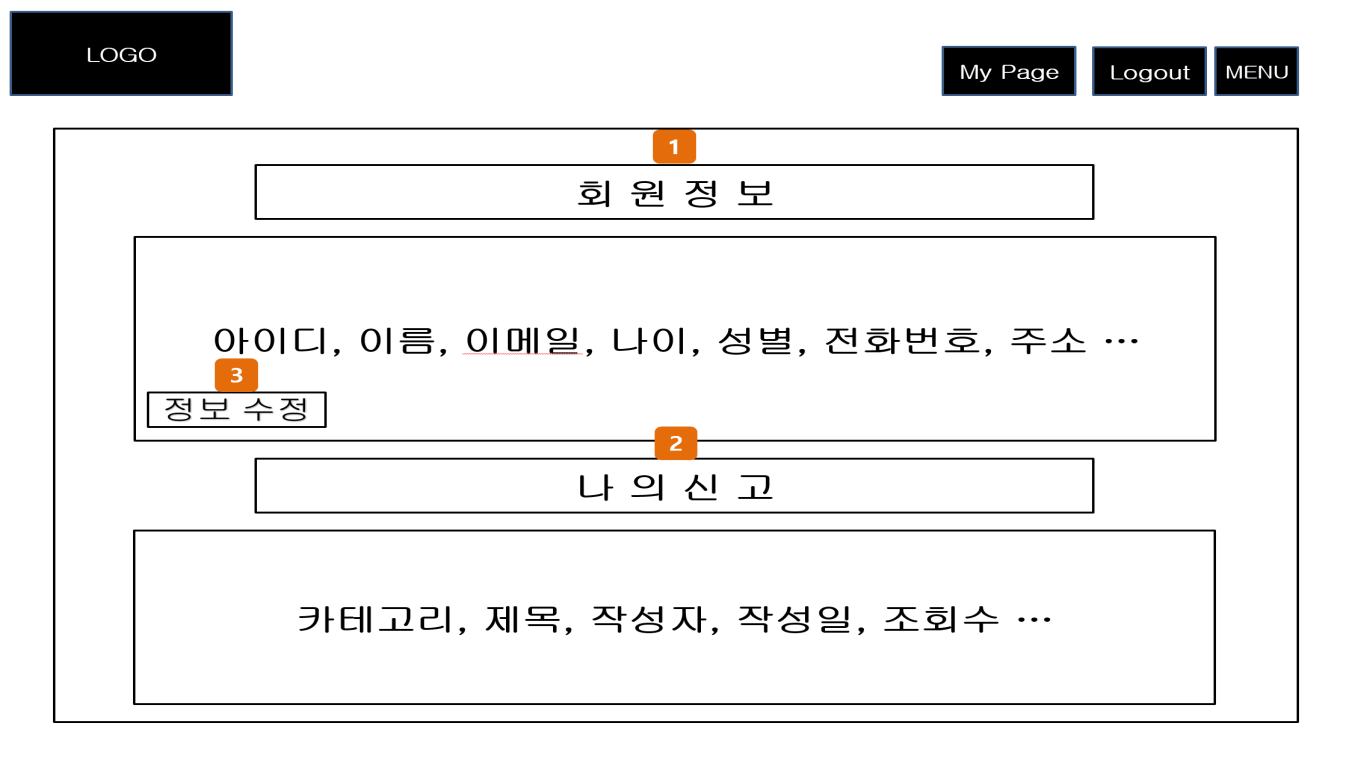 LOGO
My Page
Logout
MENU
1
회 원 정 보
아이디, 이름, 이메일, 나이, 성별, 전화번호, 주소 …
3
정보 수정
2
나 의 신 고
카테고리, 제목, 작성자, 작성일, 조회수 …